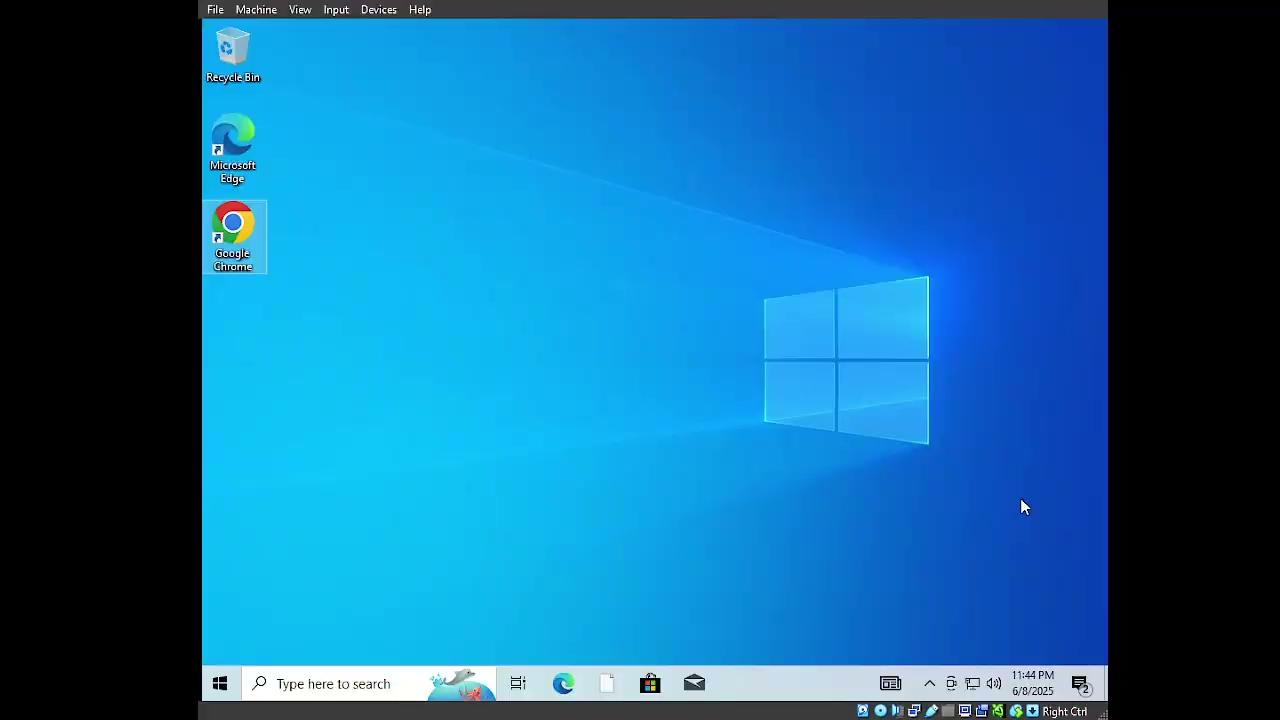 File Machine View Input Devices Help
Recycle Bin
Microsoft
Edge
Google
Chrome
Type here to search
11:44 PM
6/8/2025
2
Right Ctrl